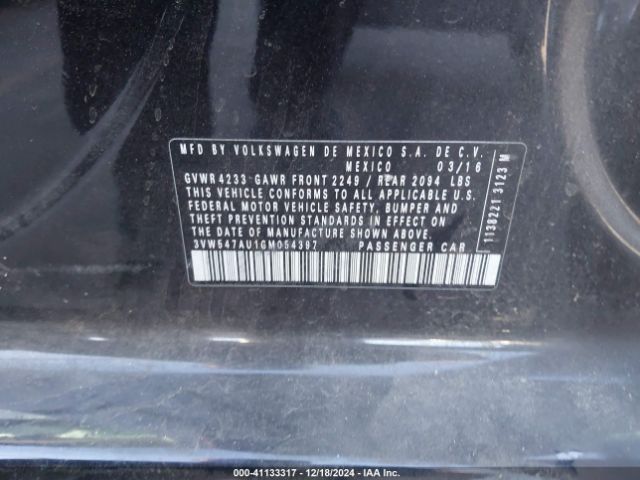 MFD BY VOLKSWAGEN DE MEXICO S.A. DE C.V.
MEXICO 03/16
GVWR 4233 GAWR FRONT 2249 / REAR 2094 LBS
THIS VEHICLE CONFORMS TO ALL APPLICABLE U.S.
FEDERAL MOTOR VEHICLE SAFETY, BUMPER AND
THEFT PREVENTION STANDARDS IN EFFECT ON
THE DATE OF MANUFACTURE SHOWN ABOVE.
3VW547AU1GM054397 PASSENGER CAR
1138221 3123 M
000-41133317 - 12/18/2024 - IAA Inc.